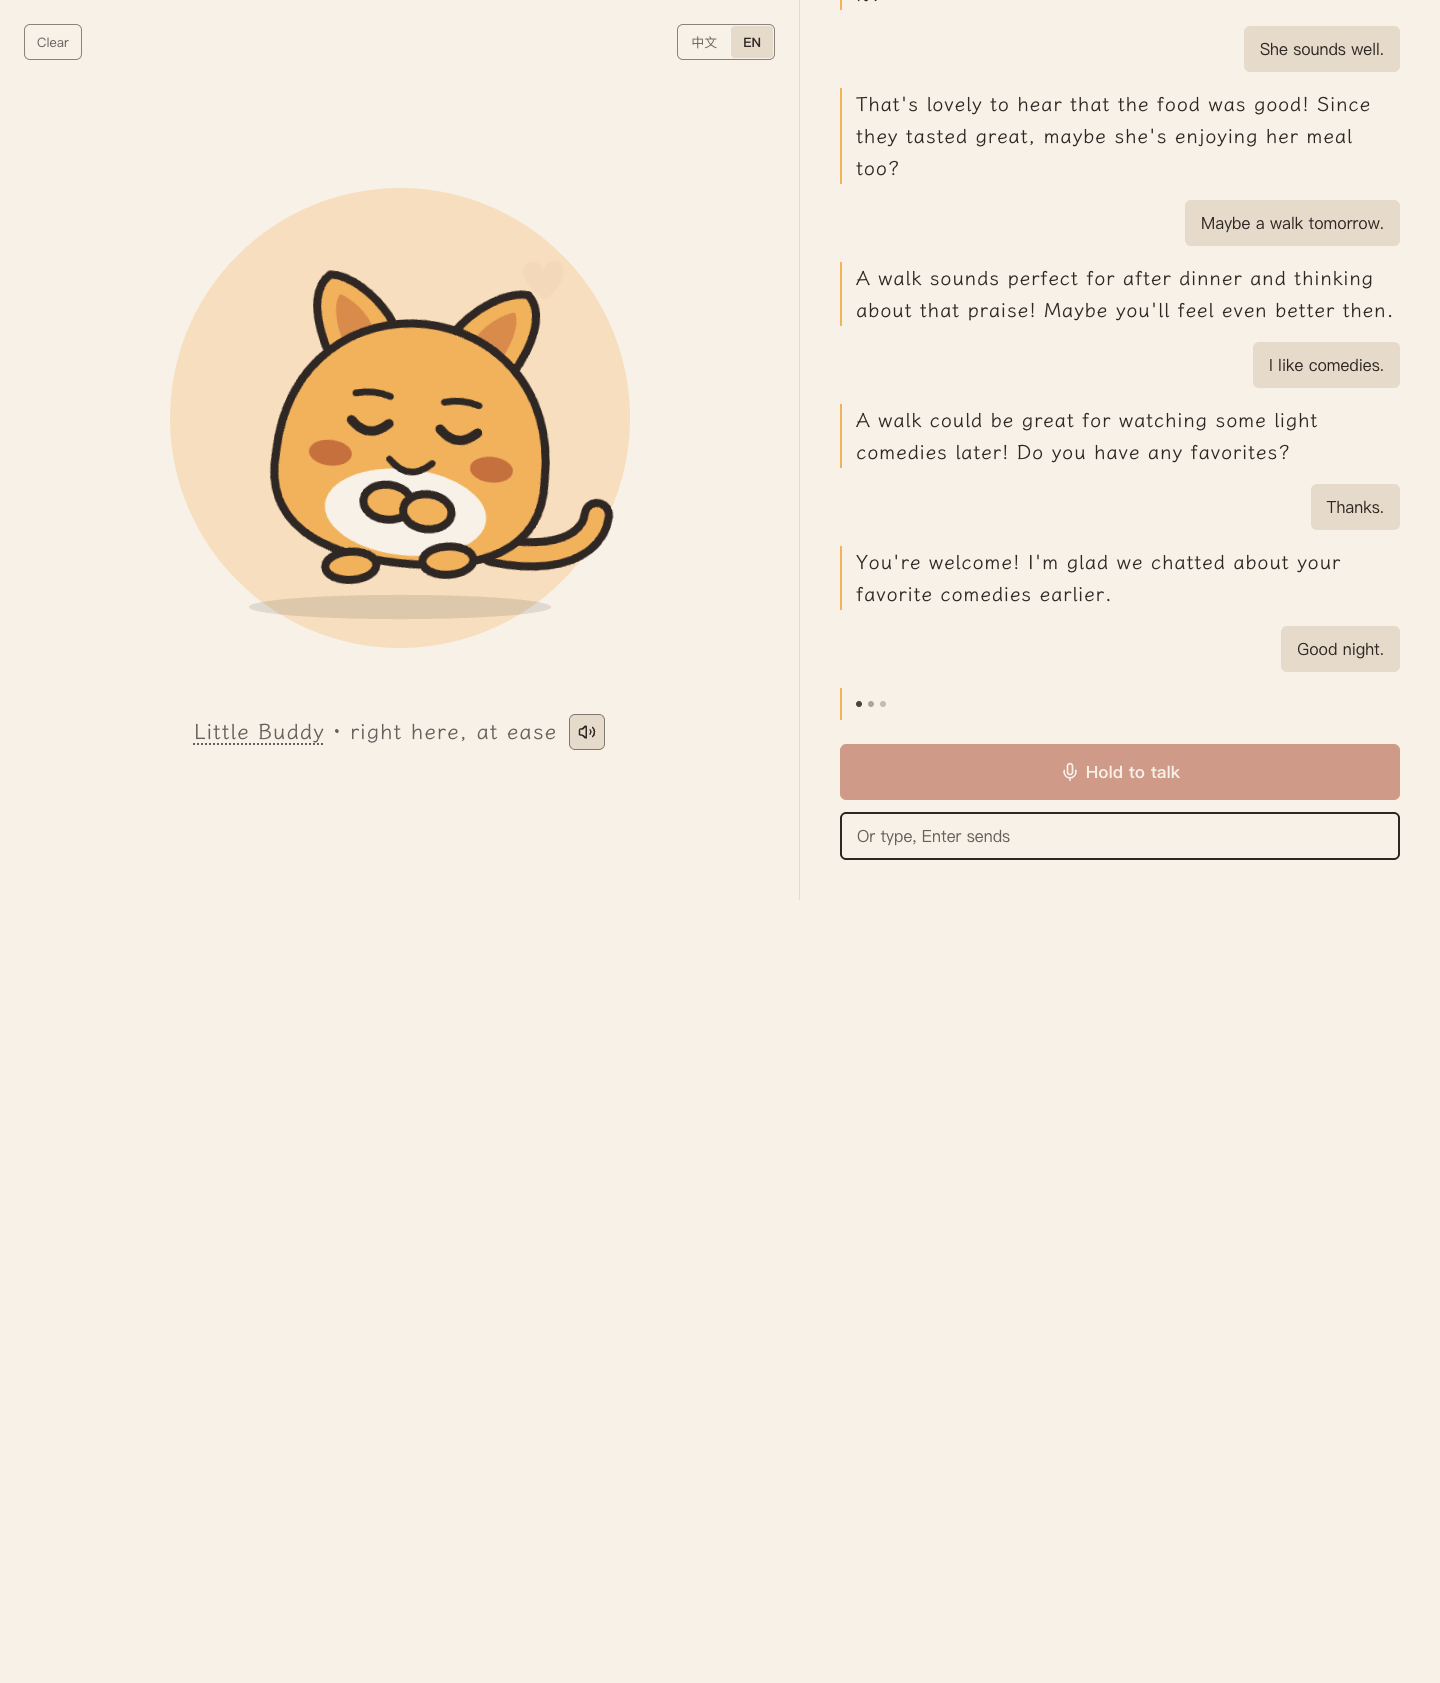 Clear
中文 EN
She sounds well.
That's lovely to hear that the food was good! Since
they tasted great, maybe she's enjoying her meal
too?
Maybe a walk tomorrow.
A walk sounds perfect for after dinner and thinking
about that praise! Maybe you'll feel even better then.
I like comedies.
A walk could be great for watching some light
comedies later! Do you have any favorites?
Thanks.
You're welcome! I'm glad we chatted about your
favorite comedies earlier.
Good night.
Little Buddy • right here, at ease
Hold to talk
Or type, Enter sends